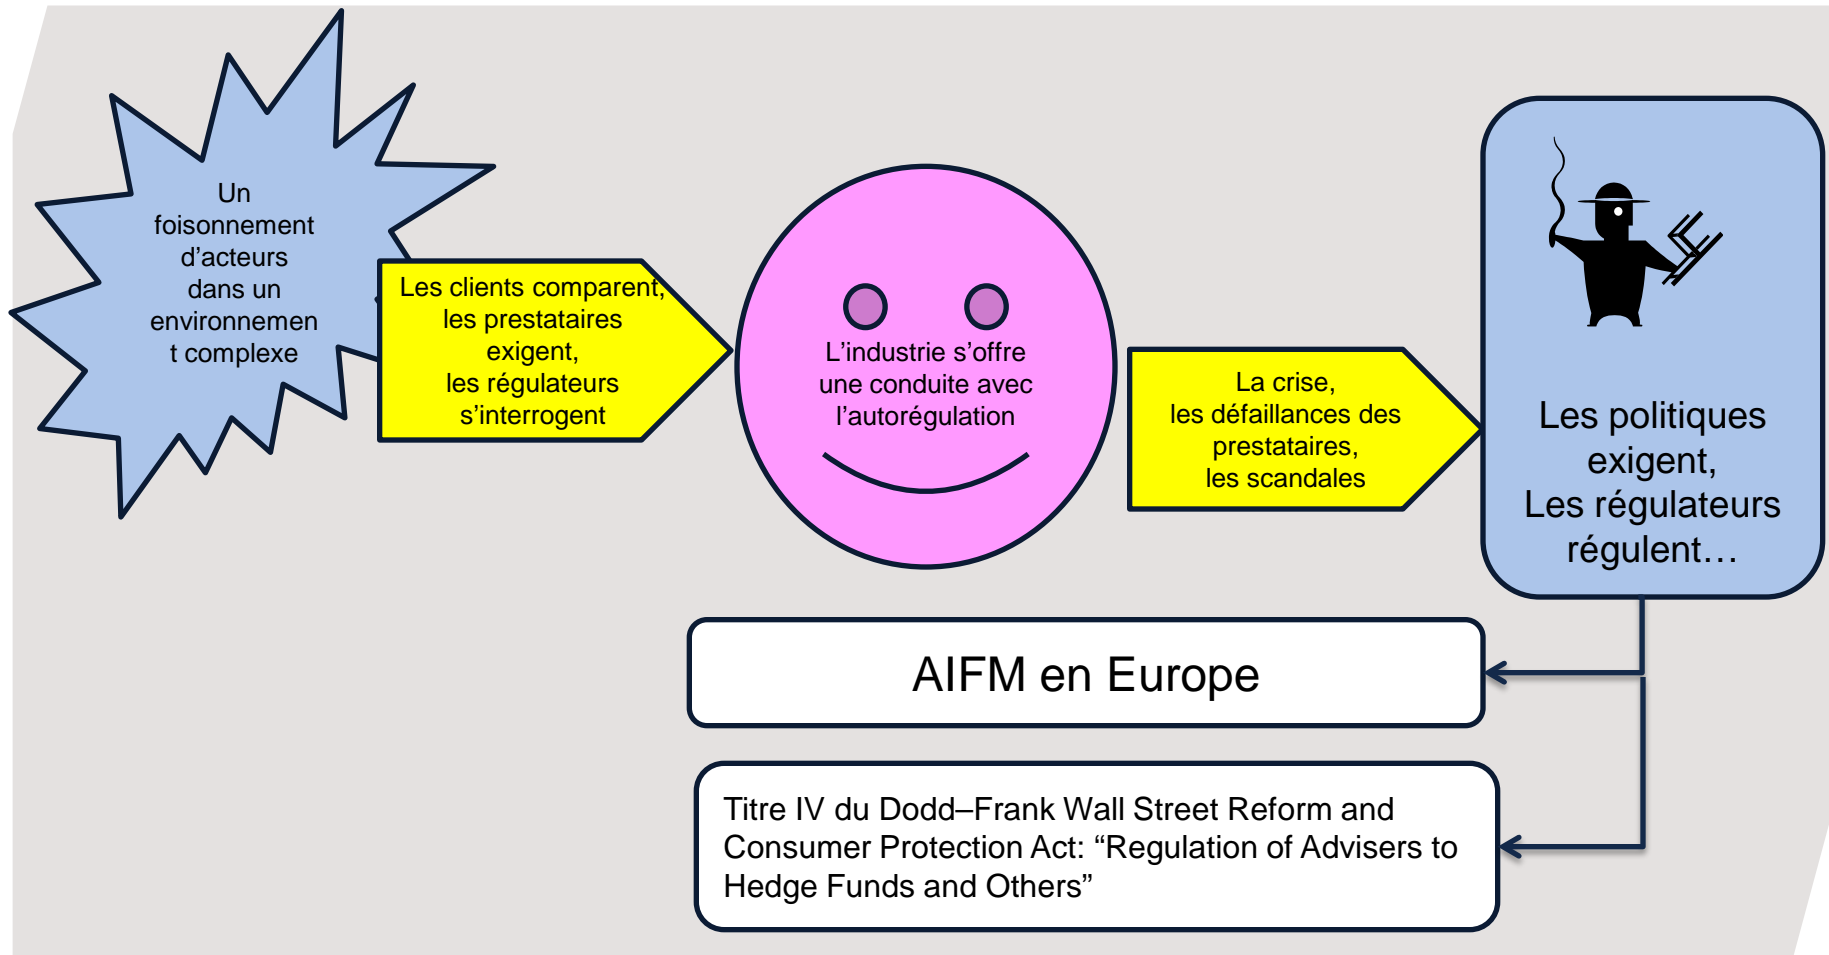 Un
foisonnement
d’acteurs
dans un
environnemen
t complexe
Les clients comparent,
les prestataires
exigent,
les régulateurs
s’interrogent
L’industrie s’offre
une conduite avec
l’autorégulation
La crise,
les défaillances des
prestataires,
les scandales
Les politiques
exigent,
Les régulateurs
régulent…
AIFM en Europe
Titre IV du Dodd–Frank Wall Street Reform and
Consumer Protection Act: “Regulation of Advisers to
Hedge Funds and Others”